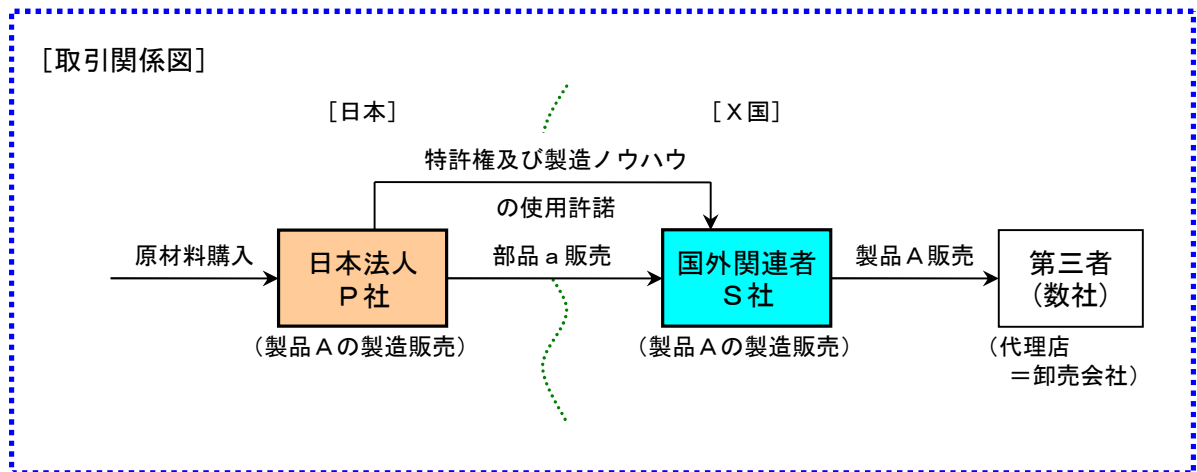 ［取引関係図］
［日本］
［Ｘ国］
特許権及び製造ノウハウ
の使用許諾
原材料購入
日本法人
Ｐ社
部品ａ販売
国外関連者
Ｓ社
製品Ａ販売
第三者
（数社）
（製品Ａの製造販売）
（製品Ａの製造販売）
（代理店
＝卸売会社）